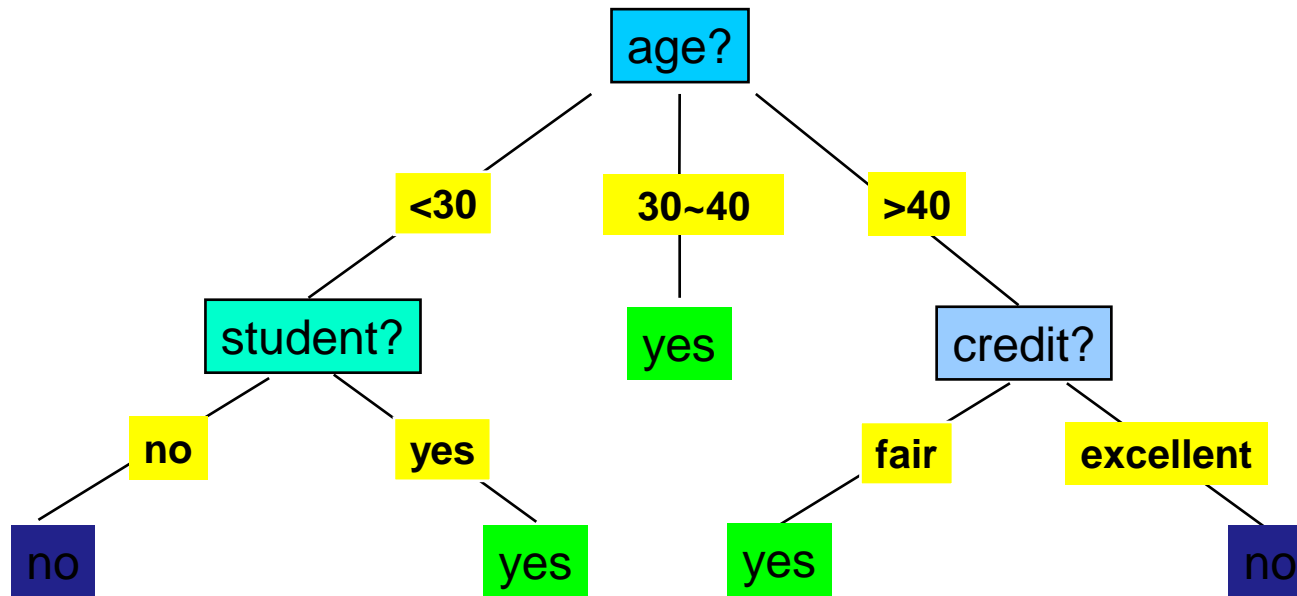 age?
<30
30~40
>40
student?
yes
credit?
no
yes
fair
excellent
no
yes
yes
no